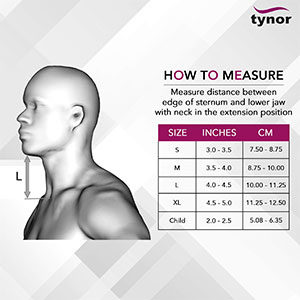 tynor
HOW TO MEASURE
Measure distance between
edge of sternum and lower jaw
with neck in the extension position
SIZE INCHES CM
S 3.0 - 3.5 7.50 - 8.75
M 3.5 - 4.0 8.75 - 10.00
L 4.0 - 4.5 10.00 - 11.25
XL 4.5 - 5.0 11.25 - 12.50
Child 2.0 - 2.5 5.08 - 6.35
L